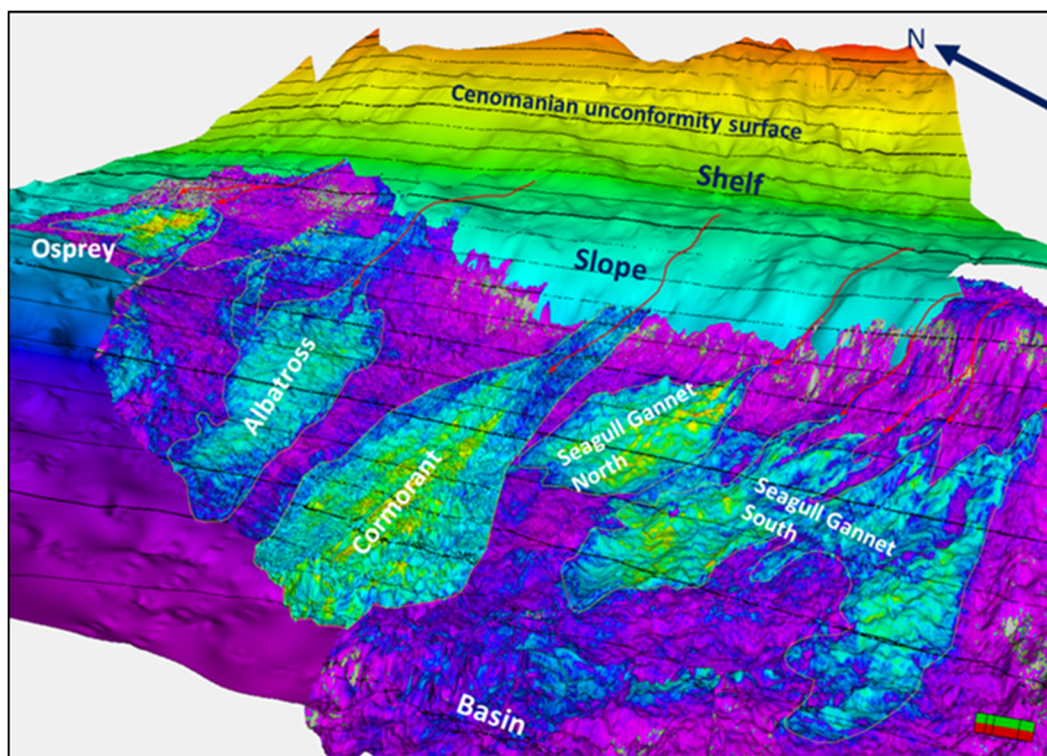 N
Cenomanian unconformity surface
Shelf
Slope
Osprey
Albatross
Cormorant
Seagull Gannet
North
Seagull Gannet
South
Basin